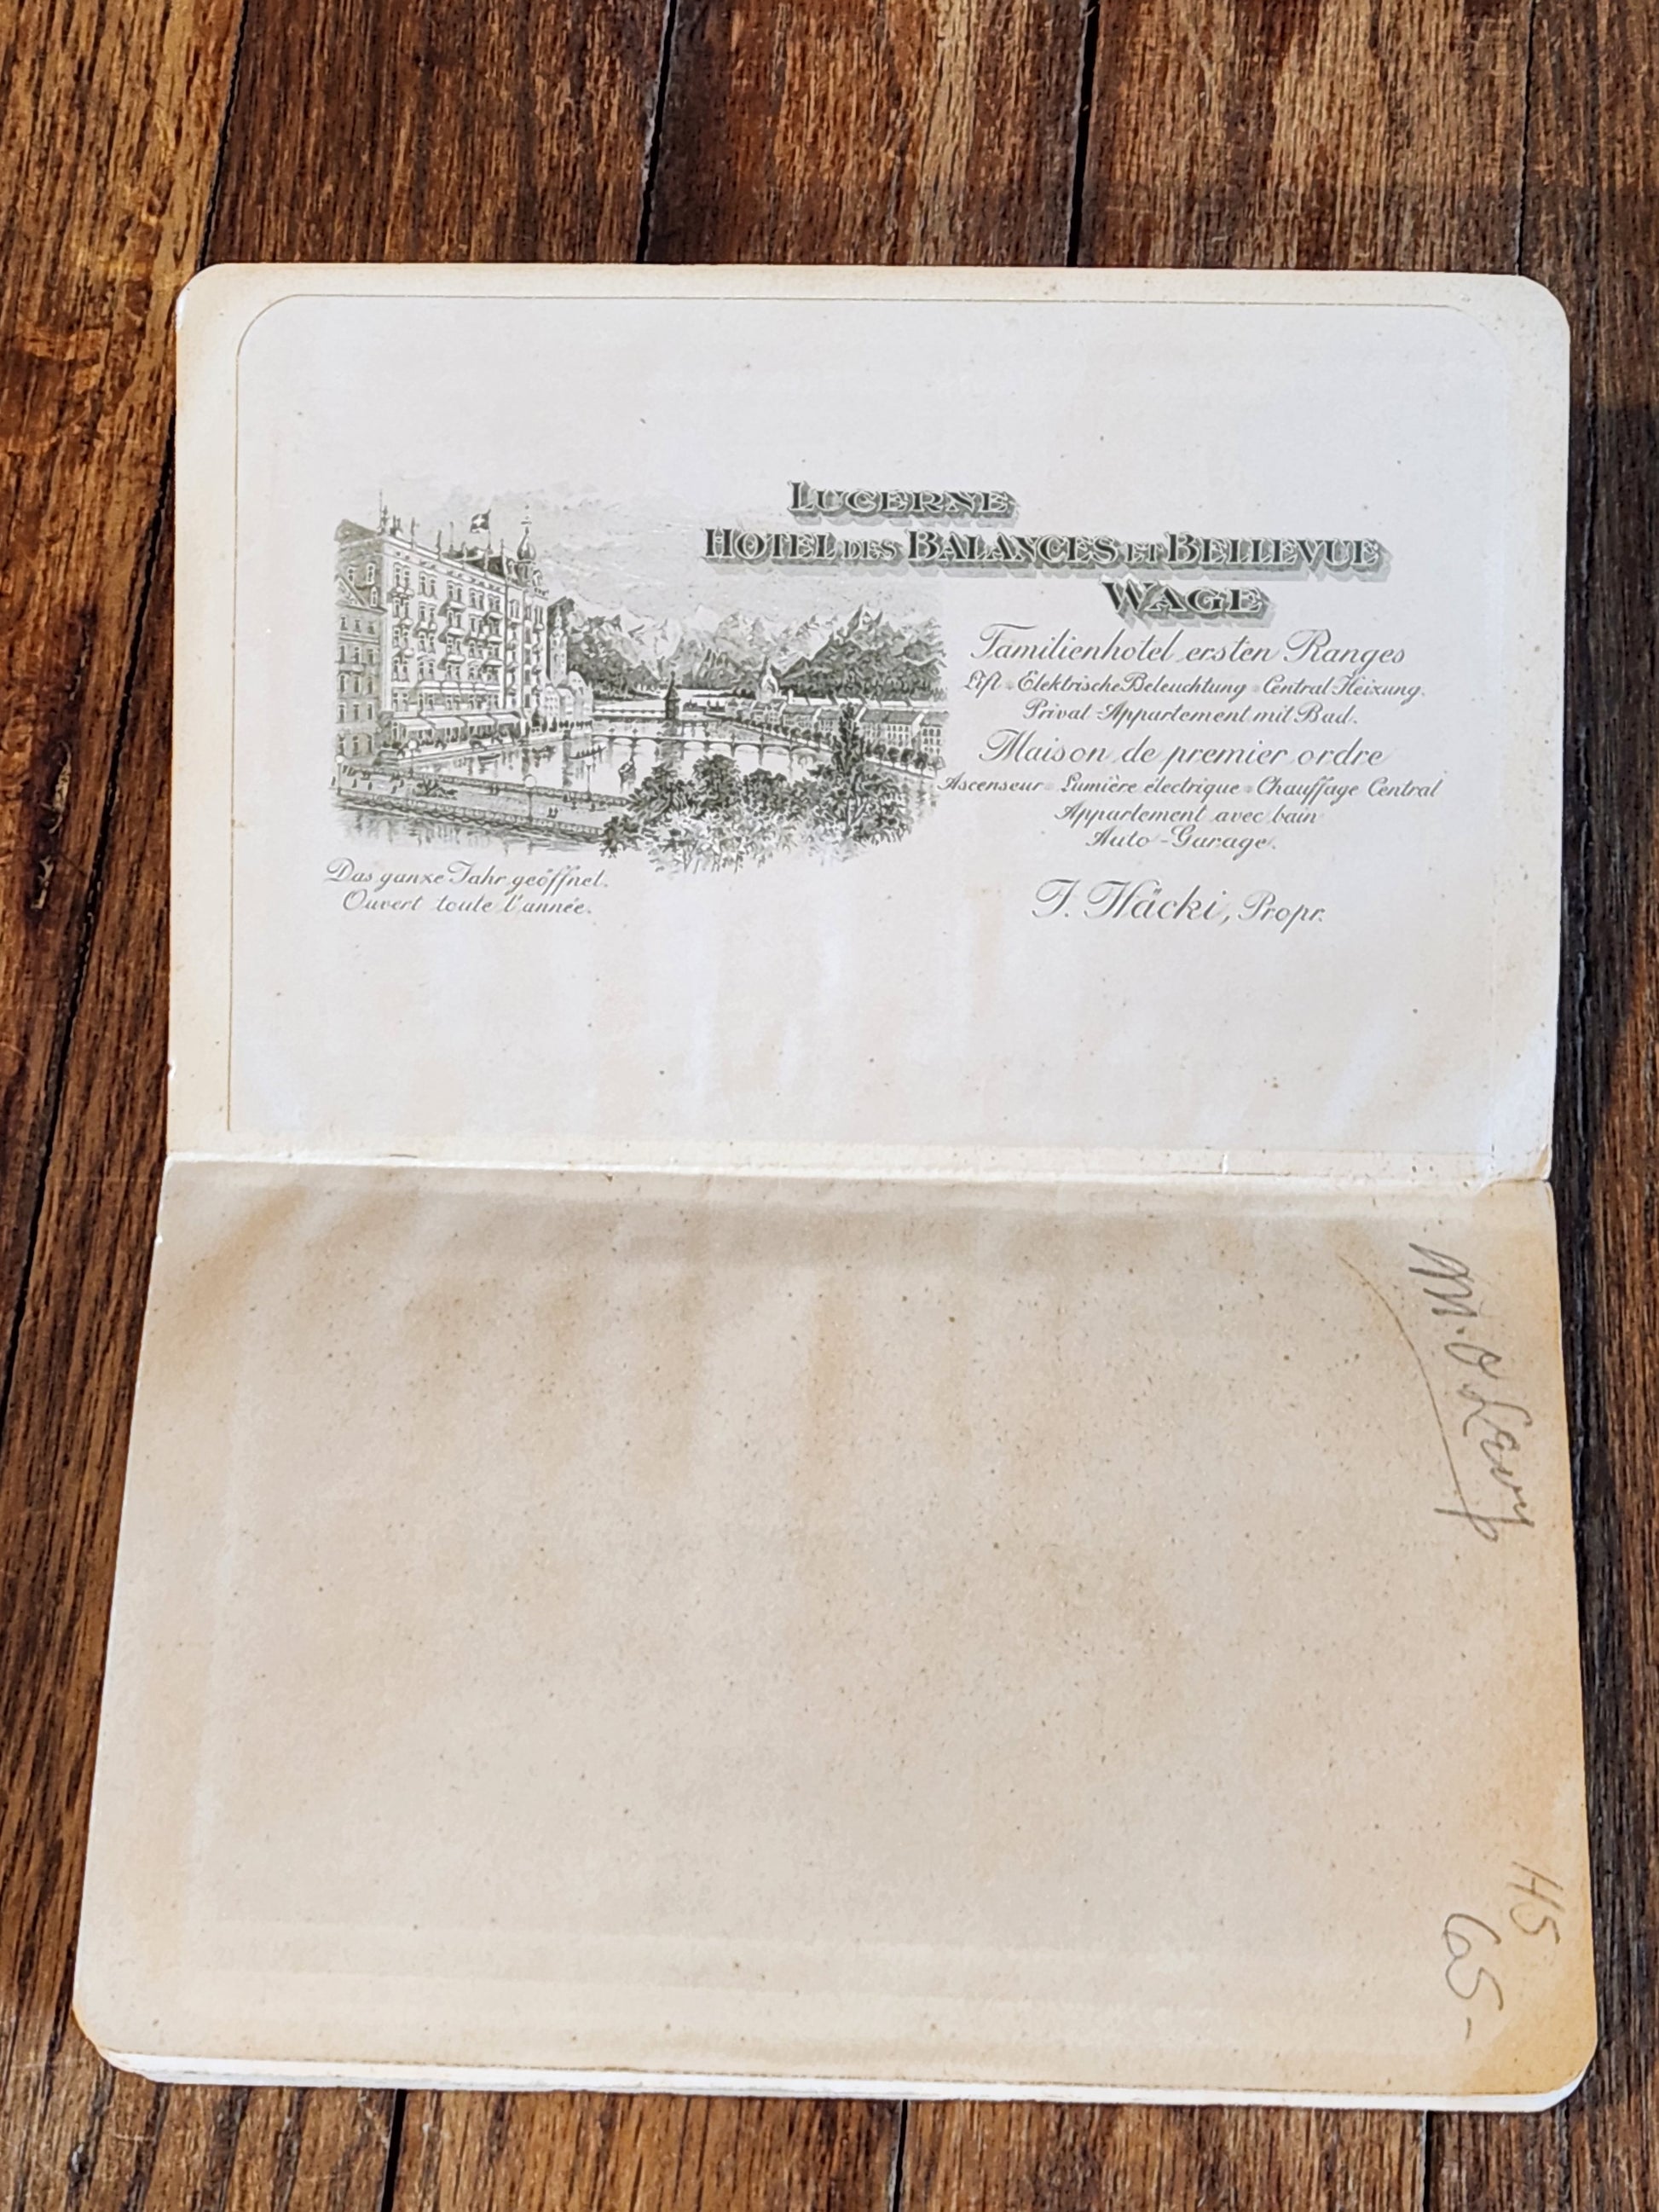 LUCERNE
HOTEL DES BALANCES ET BELLEVUE
WAGE
Familienhotel ersten Ranges
Lift - Elektrische Beleuchtung - Central-Heizung.
Privat-Appartement mit Bad.
Maison de premier ordre
Ascenseur - Lumière électrique - Chauffage Central
Appartement avec bain
Auto-Garage.
Das ganze Jahr geöffnet.
Ouvert toute l'année.
J. Häcki, Propr.
45
65-